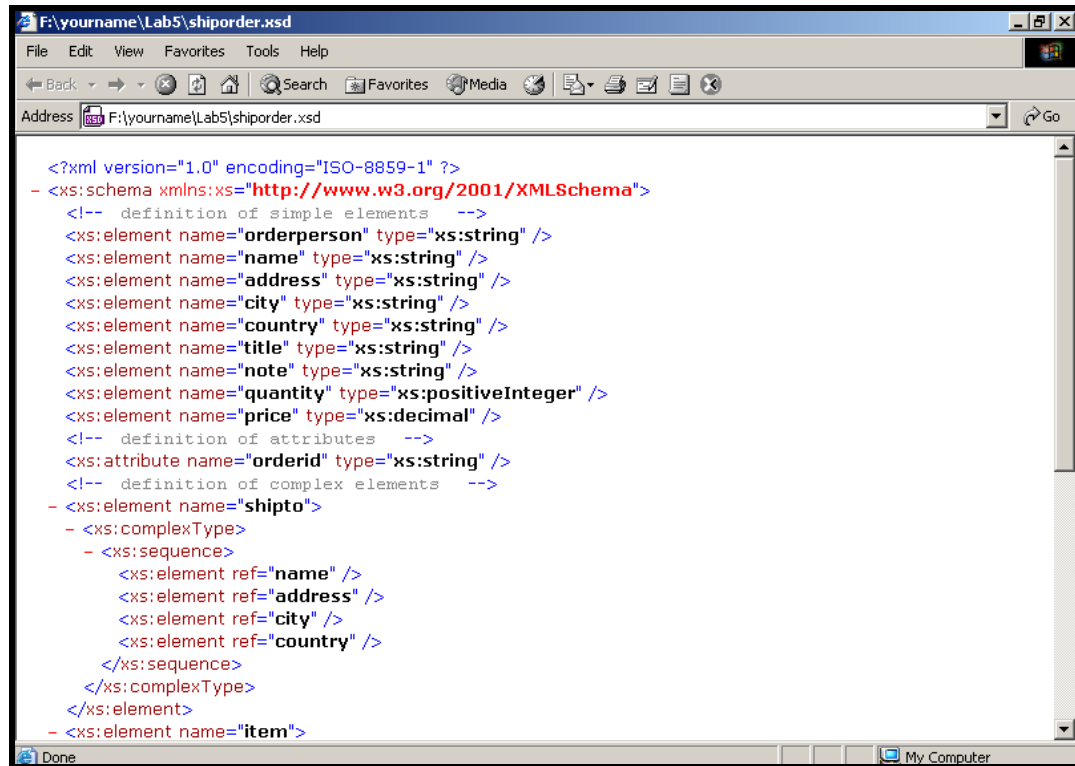 F:\yourname\Lab5\shiporder.xsd
File Edit View Favorites Tools Help
Back Search Favorites Media
Address F:\yourname\Lab5\shiporder.xsd Go
<?xml version="1.0" encoding="ISO-8859-1" ?>
- <xs:schema xmlns:xs="http://www.w3.org/2001/XMLSchema">
<!-- definition of simple elements -->
<xs:element name="orderperson" type="xs:string" />
<xs:element name="name" type="xs:string" />
<xs:element name="address" type="xs:string" />
<xs:element name="city" type="xs:string" />
<xs:element name="country" type="xs:string" />
<xs:element name="title" type="xs:string" />
<xs:element name="note" type="xs:string" />
<xs:element name="quantity" type="xs:positiveInteger" />
<xs:element name="price" type="xs:decimal" />
<!-- definition of attributes -->
<xs:attribute name="orderid" type="xs:string" />
<!-- definition of complex elements -->
- <xs:element name="shipto">
- <xs:complexType>
- <xs:sequence>
<xs:element ref="name" />
<xs:element ref="address" />
<xs:element ref="city" />
<xs:element ref="country" />
</xs:sequence>
</xs:complexType>
</xs:element>
- <xs:element name="item">
Done My Computer